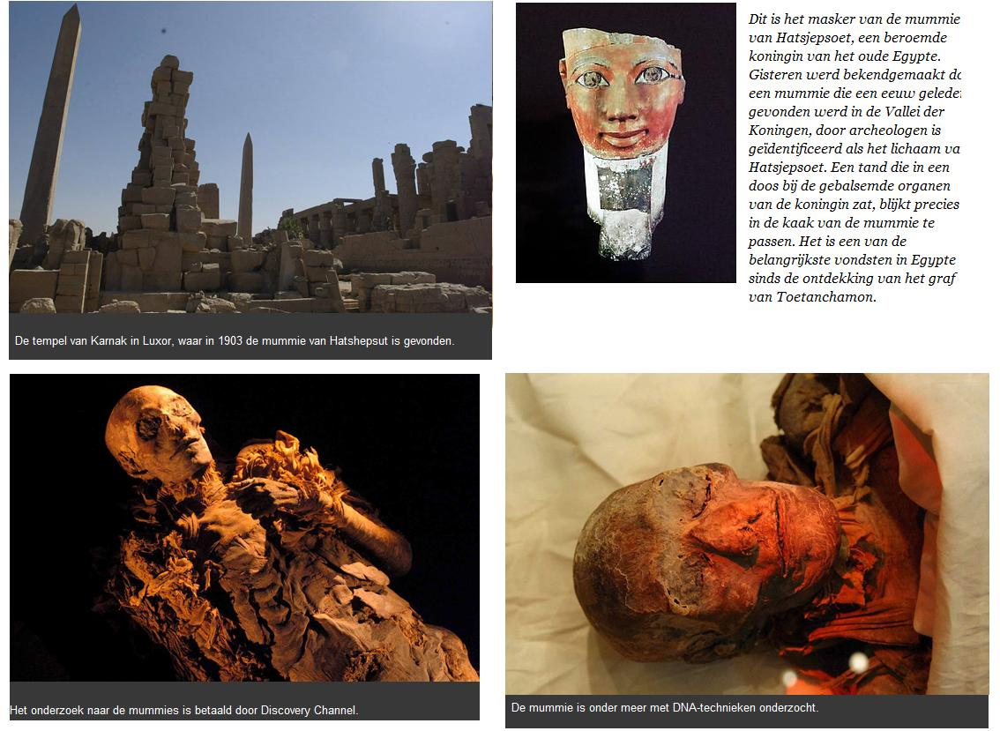 Dit is het masker van de mummie
van Hatsjepsoet, een beroemde
koningin van het oude Egypte.
Gisteren werd bekendgemaakt
een mummie die een eeuw
gevonden werd in de Vallei der
Koningen, door archeologen is
geïdentificeerd als het lichaam
Hatsjepsoet. Een tand die in een
doos bij de gebalsemde organen
van de koningin zat, blijkt precies
in de kaak van de mummie te
passen. Het is een van de
belangrijkste vondsten in Egypte
sinds de ontdekking van het graf
van Toetanchamon.
De tempel van Karnak in Luxor, waar in 1903 de mummie van Hatshepsut is gevonden.
Het onderzoek naar de mummies is betaald door Discovery Channel.
De mummie is onder meer met DNA-technieken onderzocht.